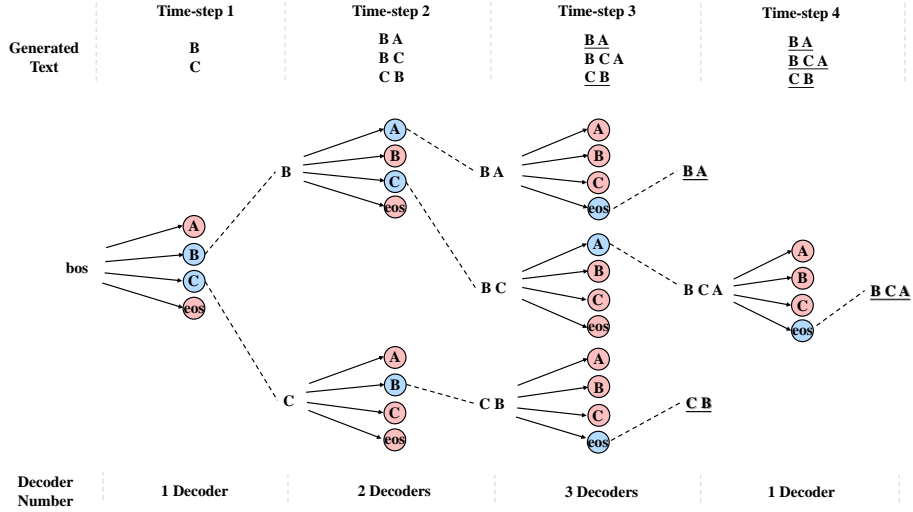 Time-step 1 Time-step 2 Time-step 3 Time-step 4
Generated
Text
B
C
B A
B C
C B
B A
B C A
C B
B A
B C A
C B
bos
A
B
C
eos
B
A
B
C
eos
C
A
B
C
eos
B A
A
B
C
eos
B A
B C
A
B
C
eos
C B
A
B
C
eos
C B
B C A
A
B
C
eos
B C A
Decoder
Number
1 Decoder 2 Decoders 3 Decoders 1 Decoder